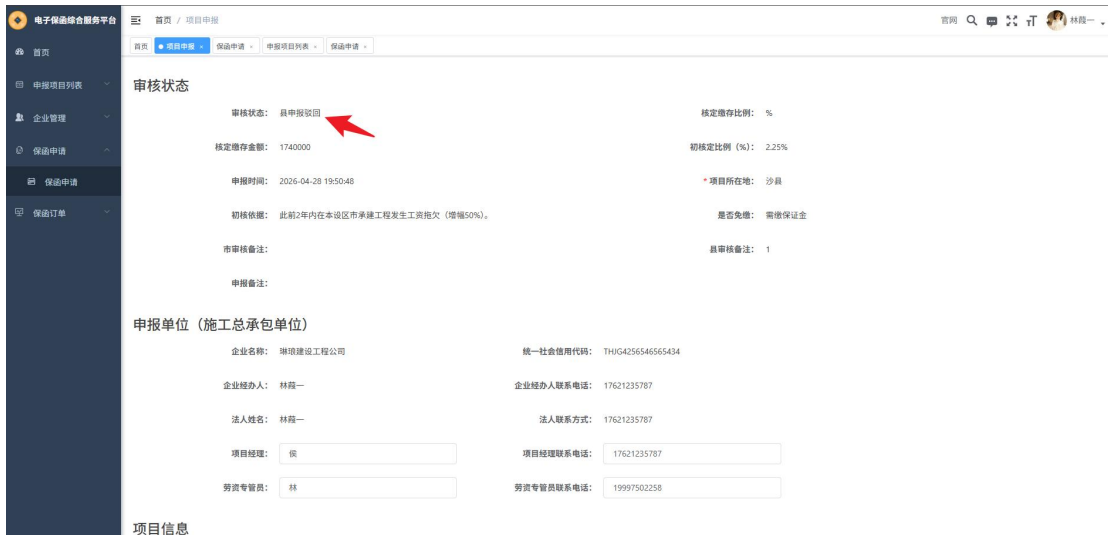 电子保函综合服务平台
首页 / 项目申报
官网
林葭一
首页
项目申报 ×
保函申请 ×
申报项目列表 ×
保函申请 ×
首页
申报项目列表
企业管理
保函申请
保函申请
保函订单
审核状态
审核状态: 县申报驳回
核定缴存比例: %
核定缴存金额: 1740000
初核定比例（%）: 2.25%
申报时间: 2026-04-28 19:50:48
* 项目所在地: 沙县
初核依据: 此前2年内在本设区市承建工程发生工资拖欠（增幅50%）。
是否免缴: 需缴保证金
市审核备注:
县审核备注: 1
申报备注:
申报单位（施工总承包单位）
企业名称: 琳琅建设工程公司
统一社会信用代码: THJG4256546565434
企业经办人: 林葭一
企业经办人联系电话: 17621235787
法人姓名: 林葭一
法人联系方式: 17621235787
项目经理: 侯
项目经理联系电话: 17621235787
劳资专管员: 林
劳资专管员联系电话: 19997502258
项目信息